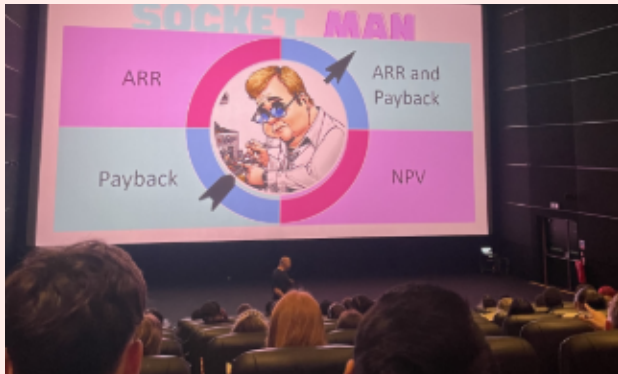 SOCKET MAN
ARR
ARR and
Payback
Payback
NPV